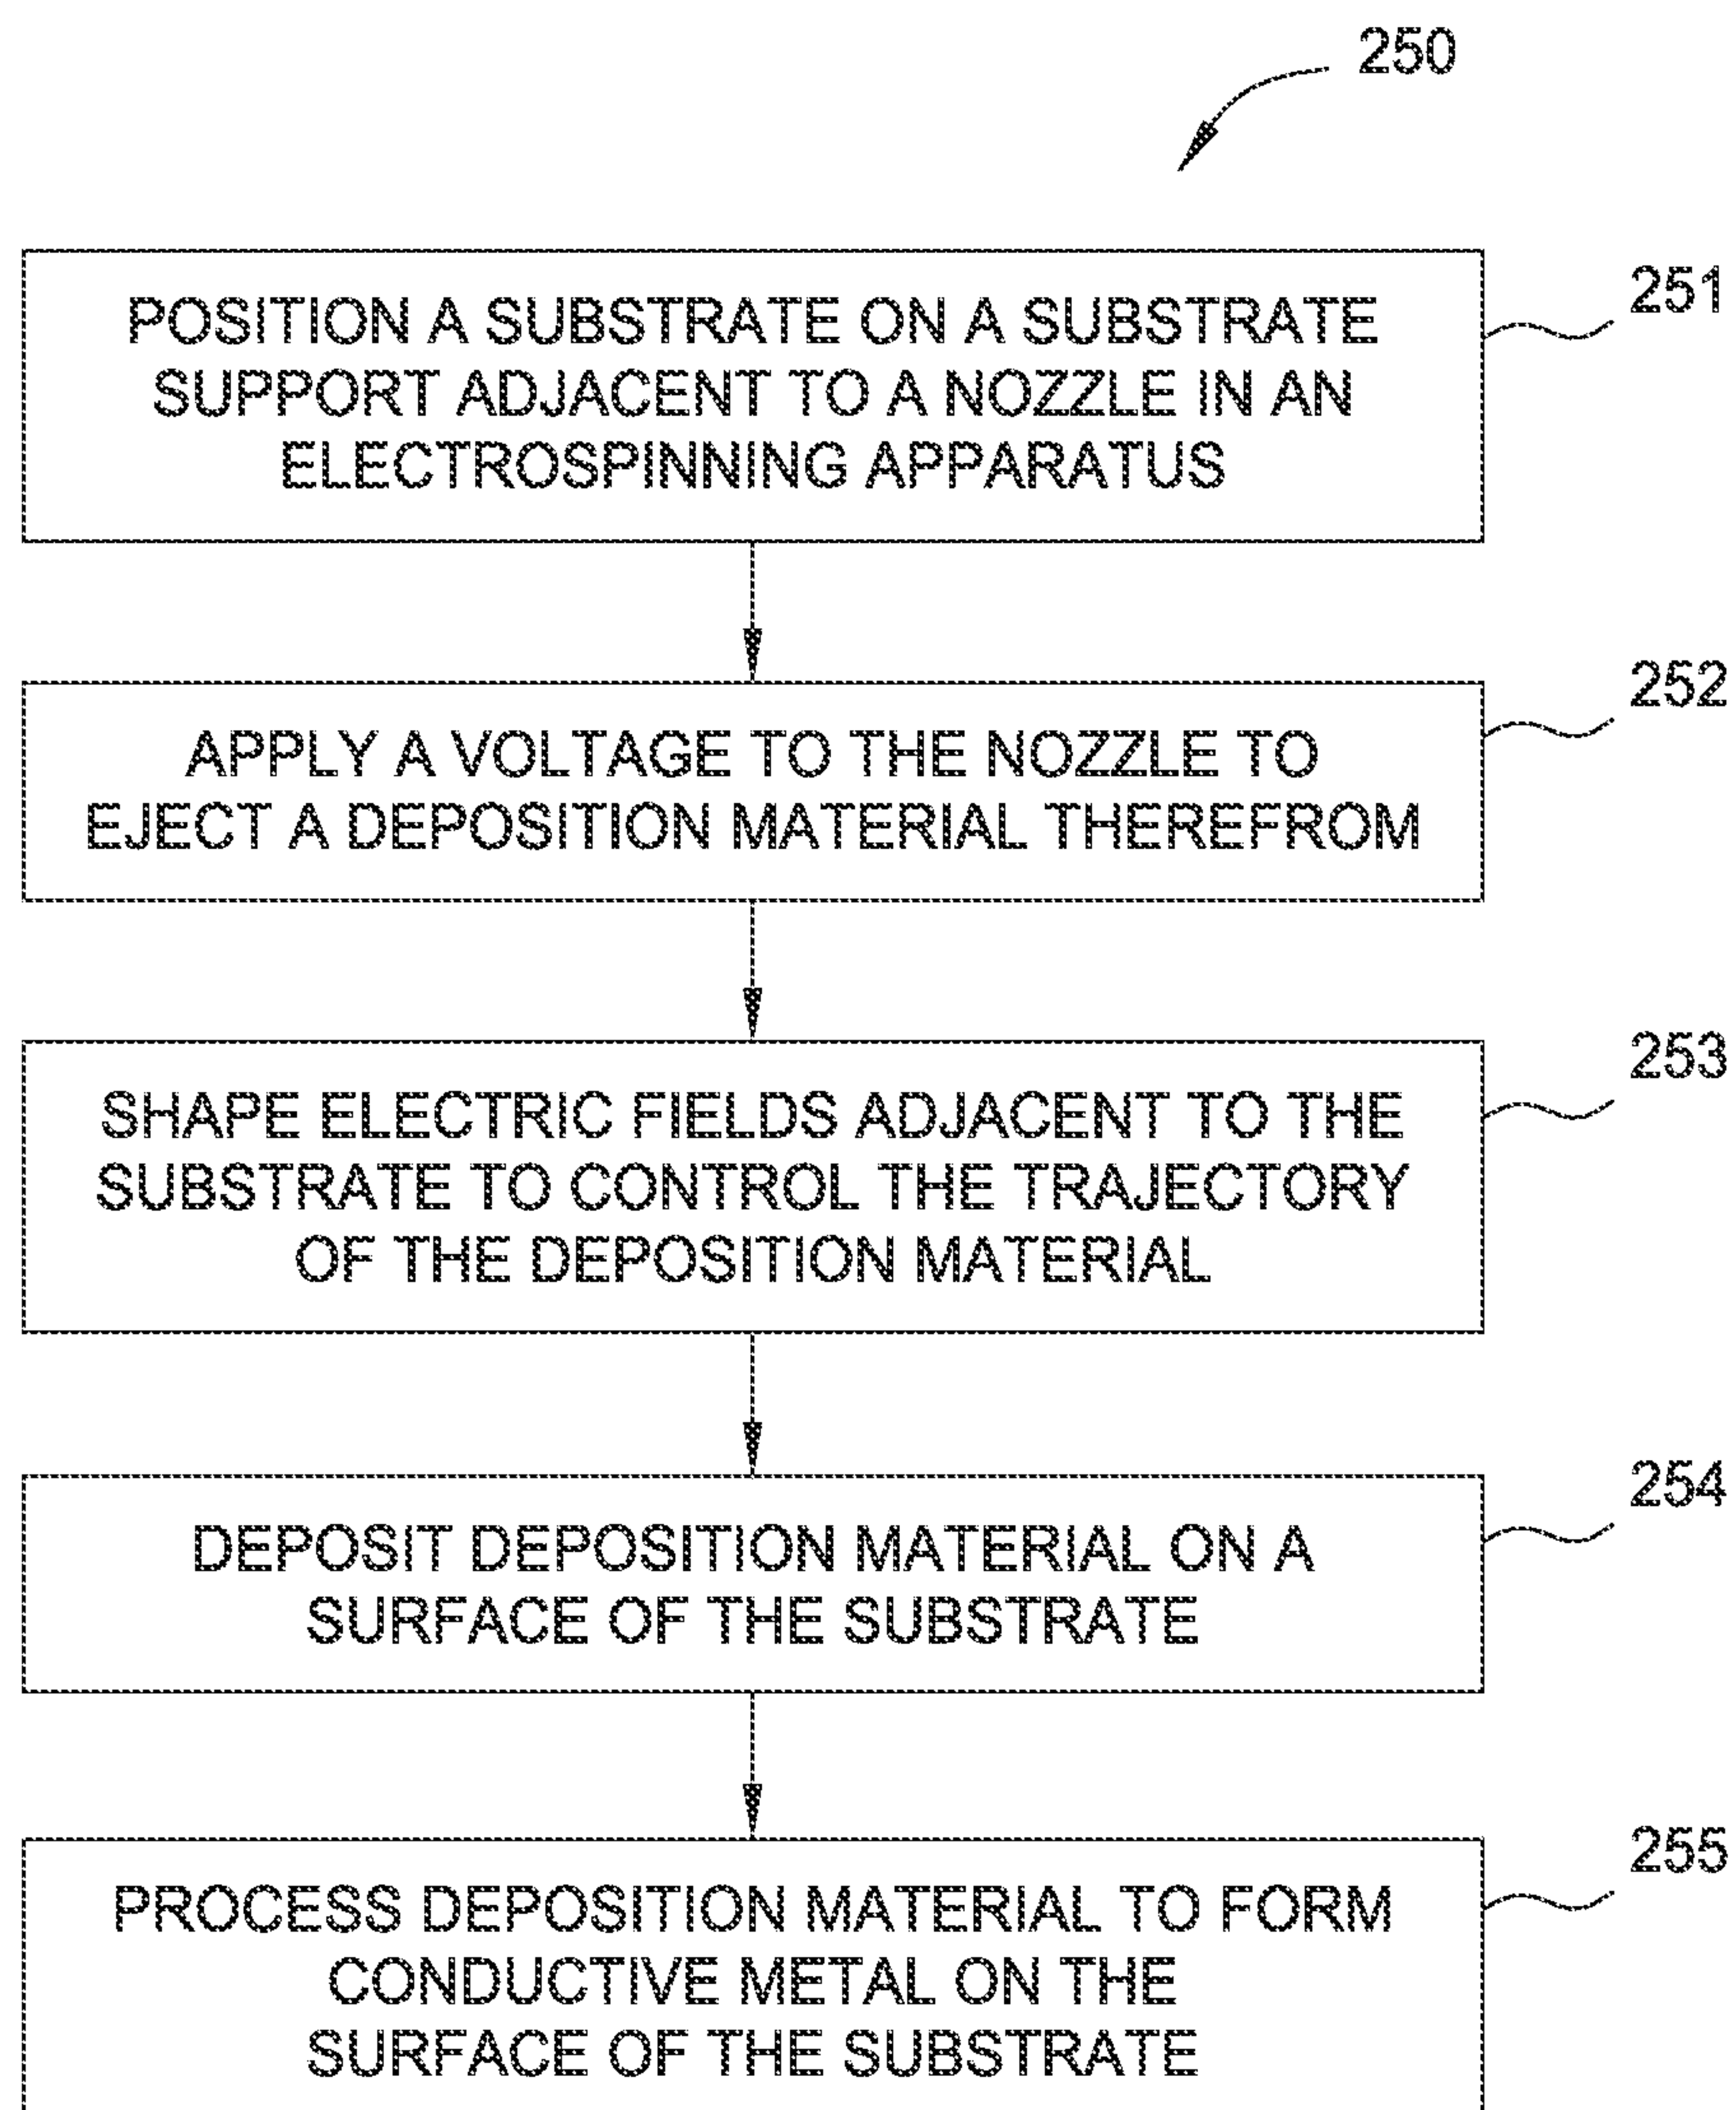 250
POSITION A SUBSTRATE ON A SUBSTRATE
SUPPORT ADJACENT TO A NOZZLE IN AN
ELECTROSPINNING APPARATUS
251
APPLY A VOLTAGE TO THE NOZZLE TO
EJECT A DEPOSITION MATERIAL THEREFROM
252
SHAPE ELECTRIC FIELDS ADJACENT TO THE
SUBSTRATE TO CONTROL THE TRAJECTORY
OF THE DEPOSITION MATERIAL
253
DEPOSIT DEPOSITION MATERIAL ON A
SURFACE OF THE SUBSTRATE
254
PROCESS DEPOSITION MATERIAL TO FORM
CONDUCTIVE METAL ON THE
SURFACE OF THE SUBSTRATE
255